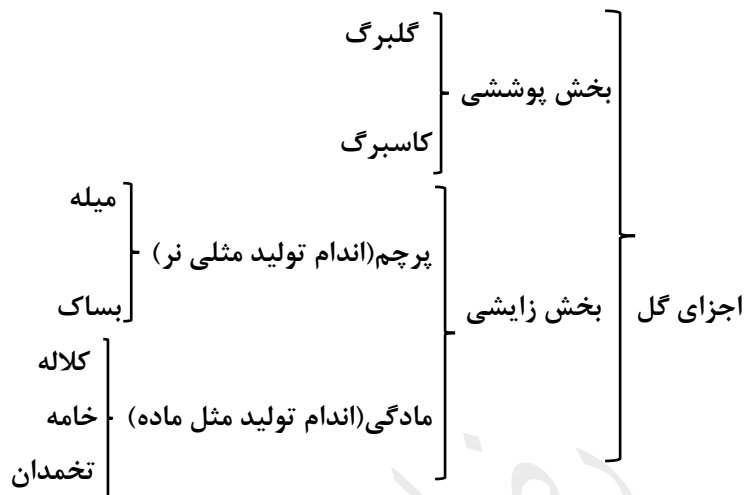 گلبرگ
بخش پوششی
کاسبرگ
میله
پرچم(اندام تولید مثلی نر)
بساک
اجزای گل
بخش زایشی
کلاله
مادگی(اندام تولید مثل ماده)
خامه
تخمدان